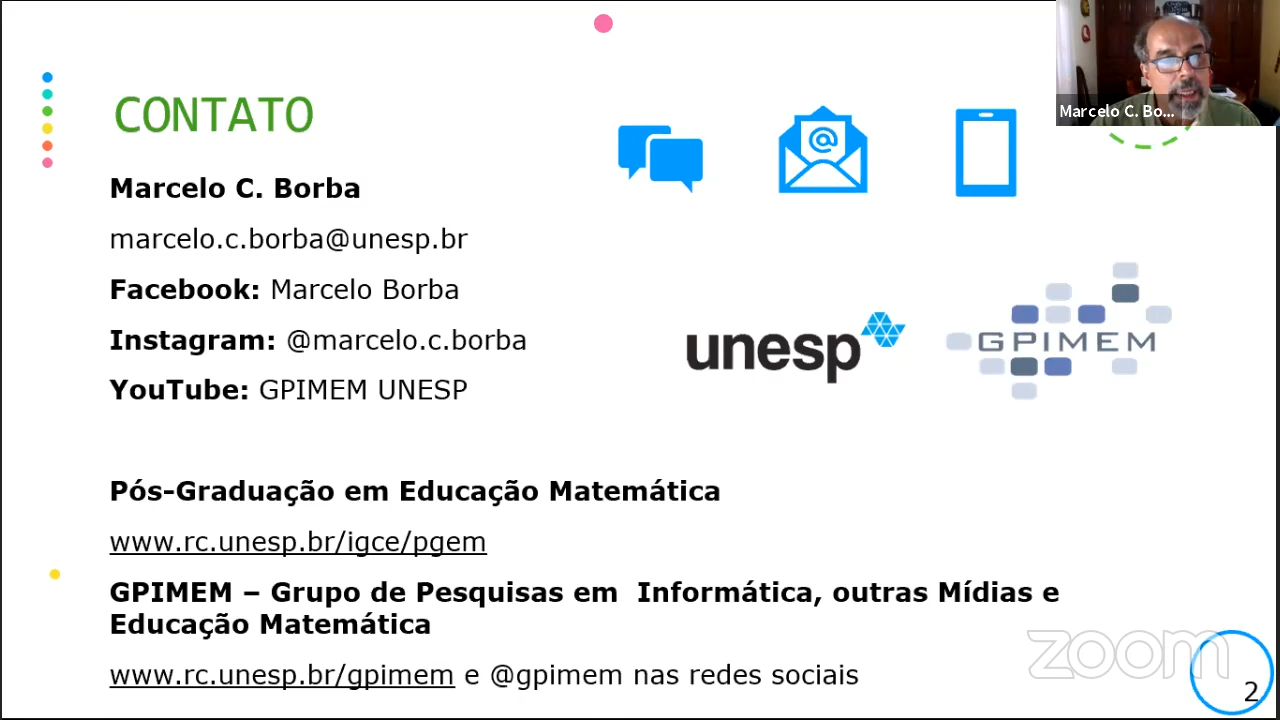 CONTATO
Marcelo C. Borba
marcelo.c.borba@unesp.br
Facebook: Marcelo Borba
Instagram: @marcelo.c.borba
YouTube: GPIMEM UNESP
Pós-Graduação em Educação Matemática
www.rc.unesp.br/igce/pgem
GPIMEM – Grupo de Pesquisas em Informática, outras Mídias e
Educação Matemática
www.rc.unesp.br/gpimem e @gpimem nas redes sociais
@
unesp
GPIMEM
Marcelo C. Bo...
zoom
2